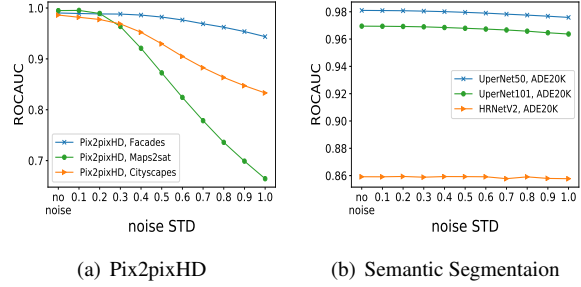 ROCAUC
1.0
0.9
0.8
0.7
Pix2pixHD, Facades
Pix2pixHD, Maps2sat
Pix2pixHD, Cityscapes
no noise 0.1 0.2 0.3 0.4 0.5 0.6 0.7 0.8 0.9 1.0
noise STD
(a) Pix2pixHD
ROCAUC
0.98
0.96
0.94
0.92
0.90
0.88
0.86
UperNet50, ADE20K
UperNet101, ADE20K
HRNetV2, ADE20K
no noise 0.1 0.2 0.3 0.4 0.5 0.6 0.7 0.8 0.9 1.0
noise STD
(b) Semantic Segmentaion